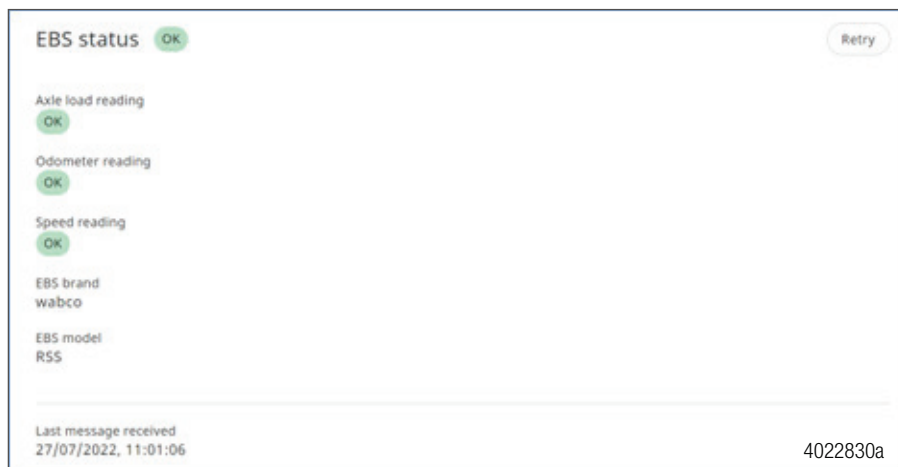 EBS status OK Retry
Axle load reading
OK
Odometer reading
OK
Speed reading
OK
EBS brand
wabco
EBS model
RSS
Last message received
27/07/2022, 11:01:06
4022830a